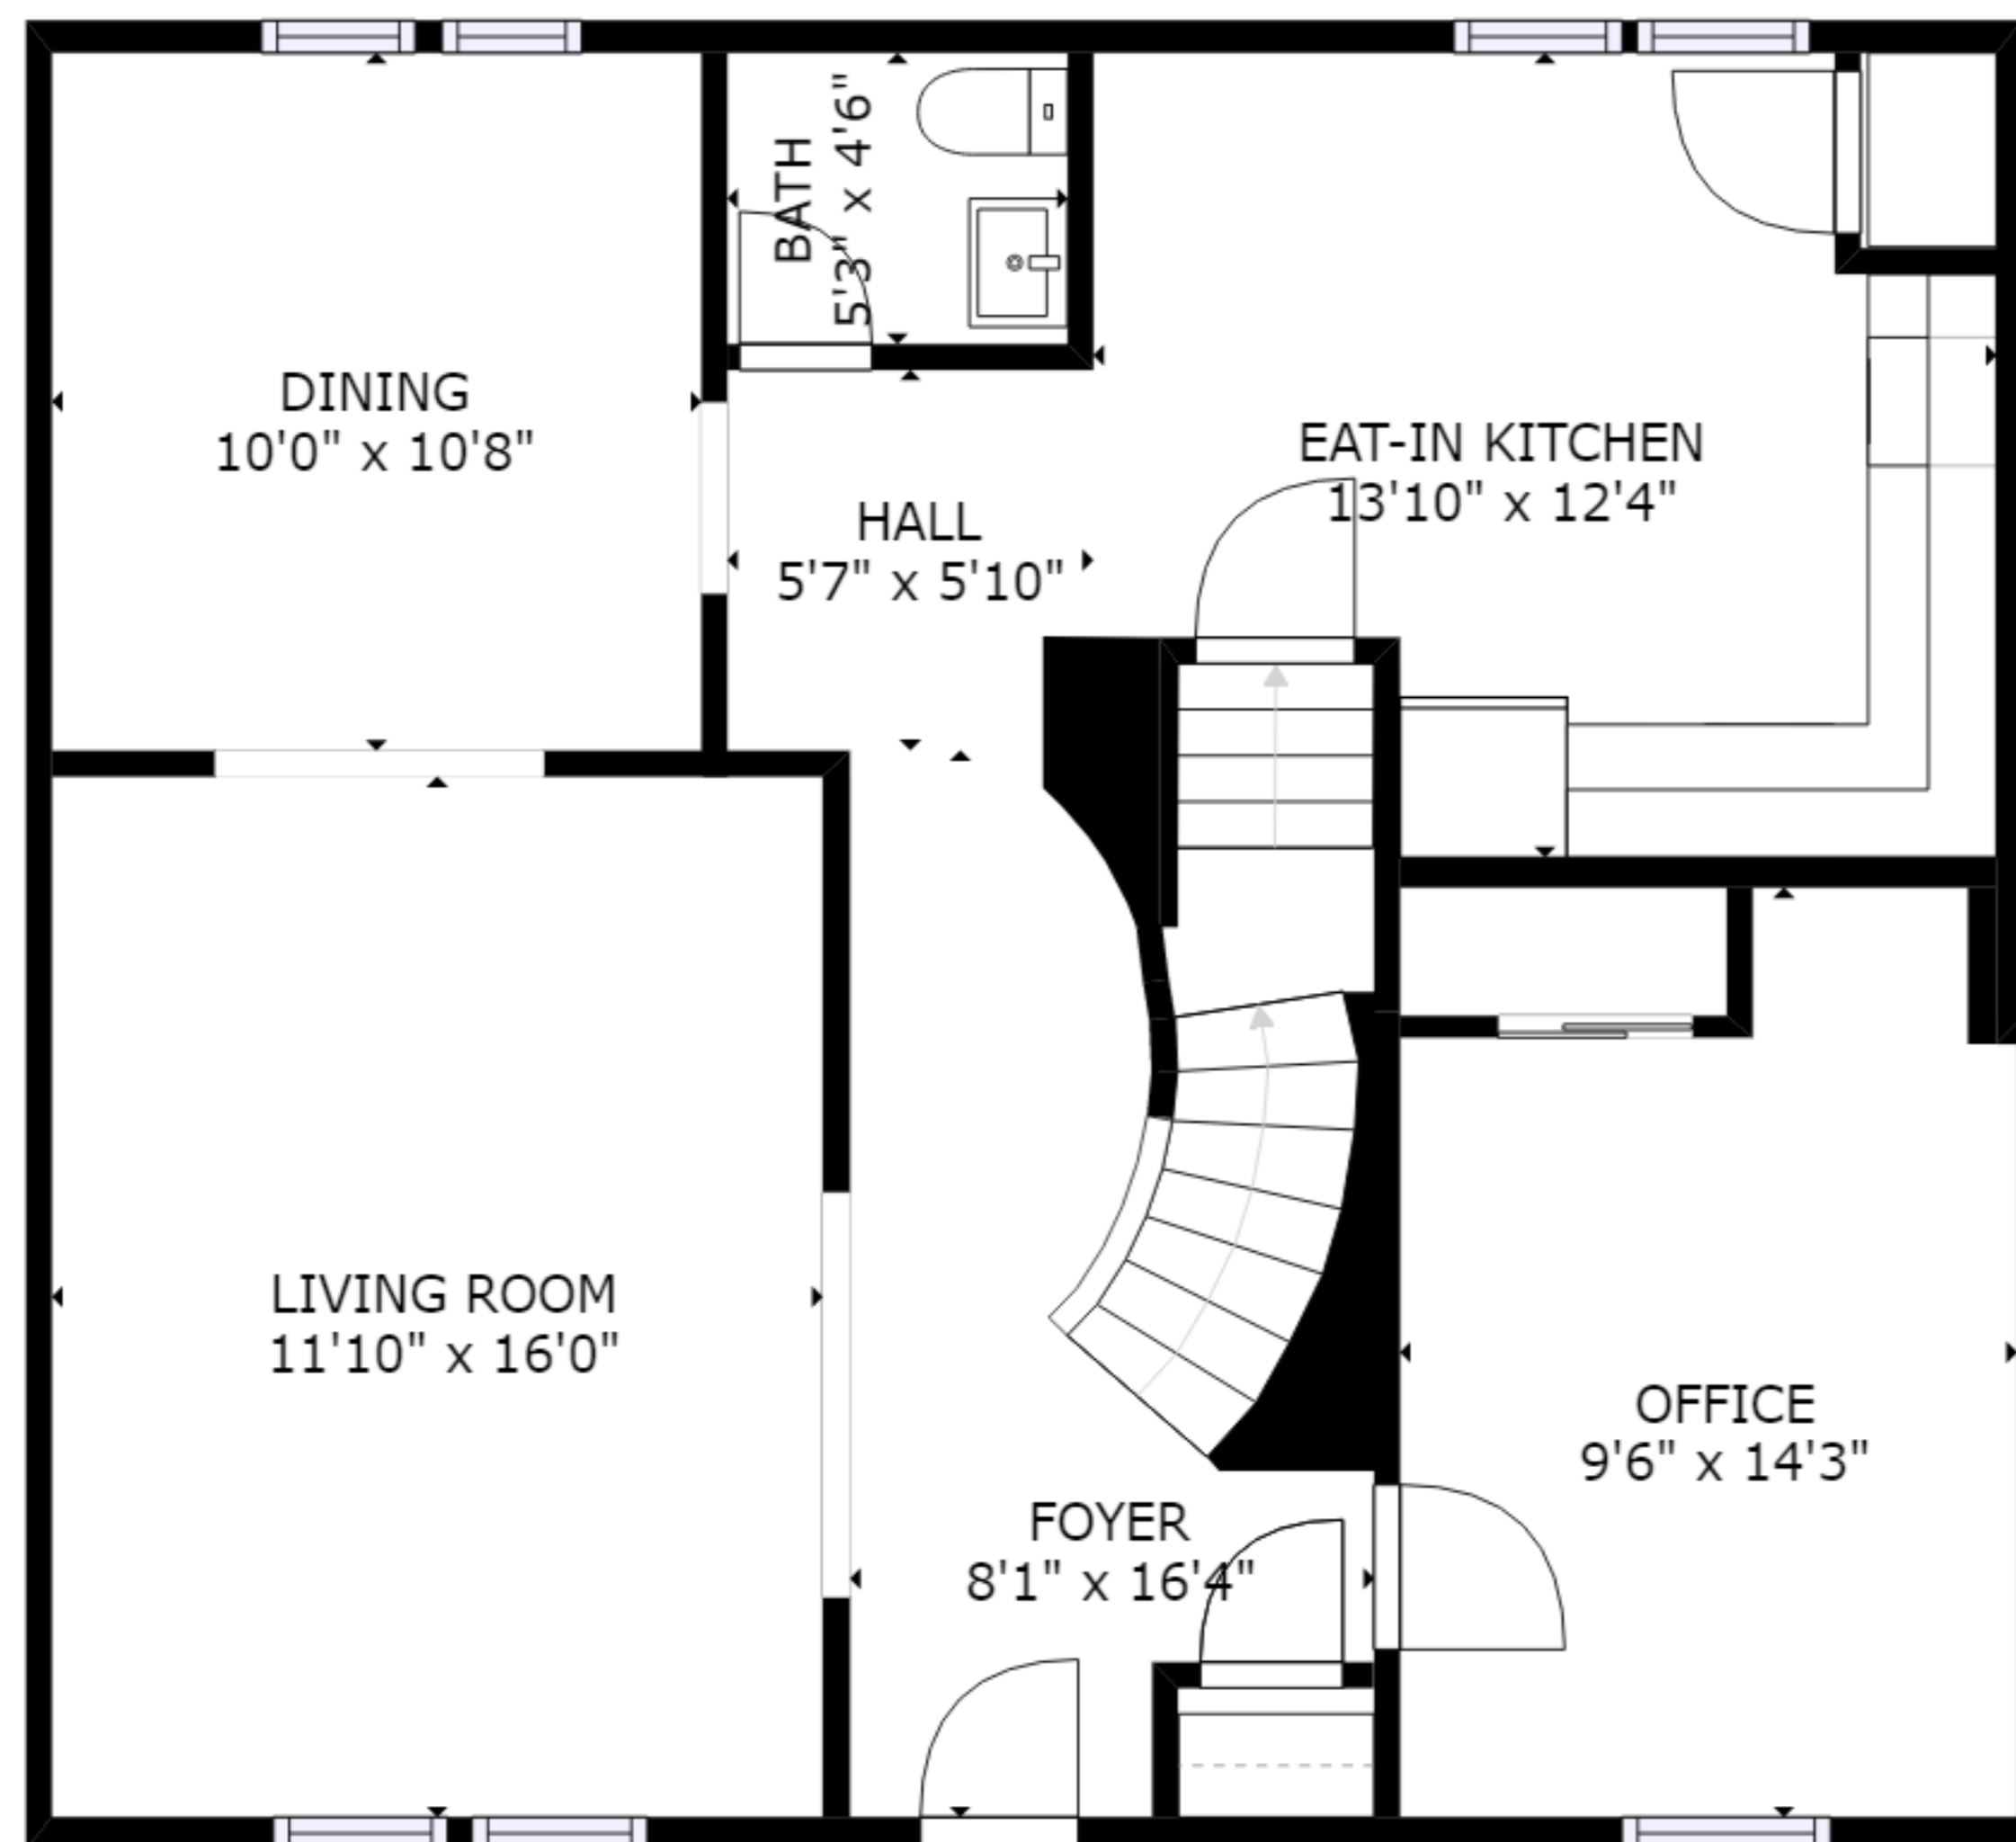 BATH
5'3" x 4'6"
DINING
10'0" x 10'8"
EAT-IN KITCHEN
13'10" x 12'4"
HALL
5'7" x 5'10"
LIVING ROOM
11'10" x 16'0"
OFFICE
9'6" x 14'3"
FOYER
8'1" x 16'4"